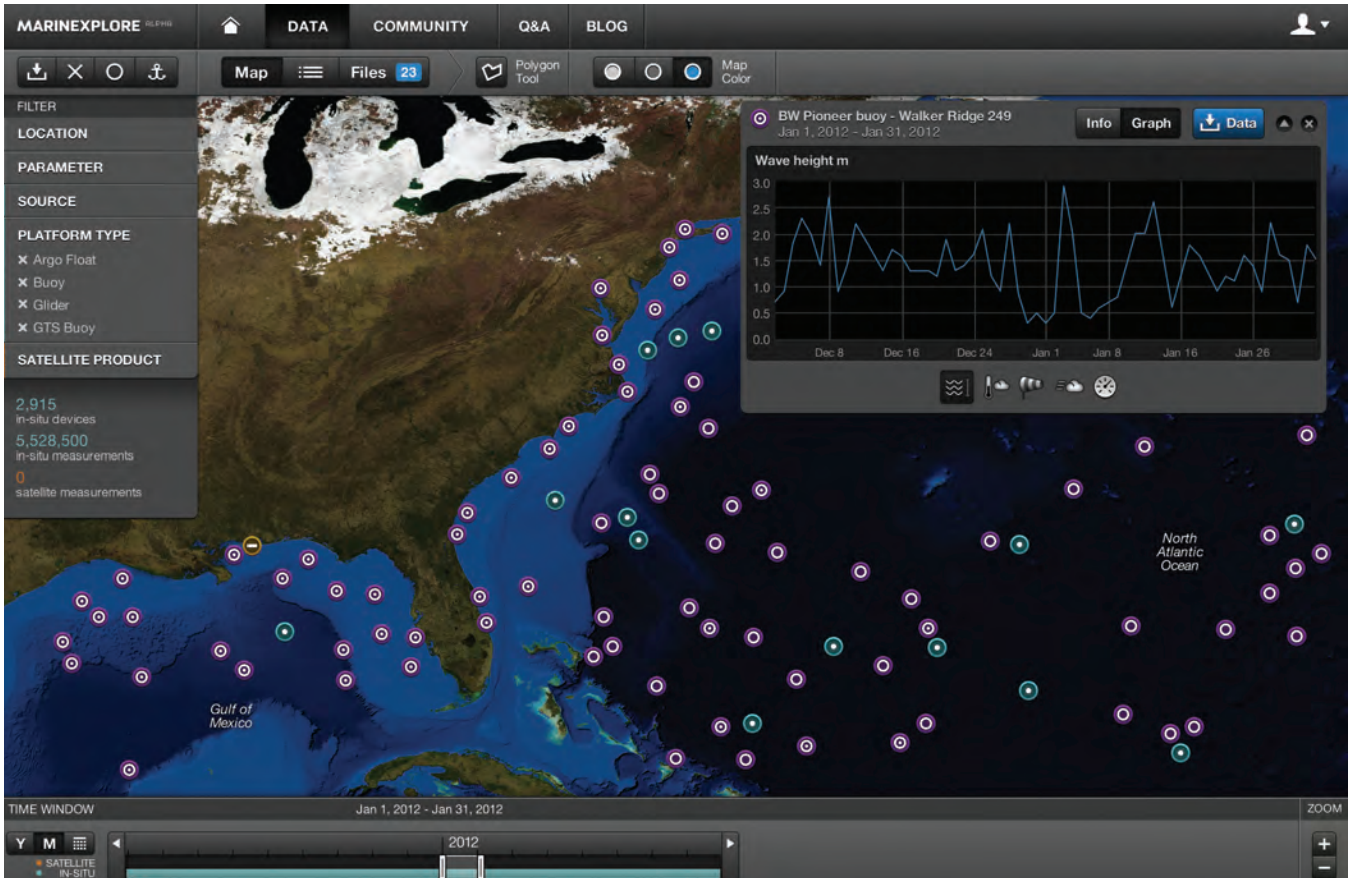 MARINEXPLORE ALPHA
DATA
COMMUNITY
Q&A
BLOG
Map
Files 23
Polygon
Tool
Map
Color
FILTER
LOCATION
PARAMETER
SOURCE
PLATFORM TYPE
Argo Float
Buoy
Glider
GTS Buoy
SATELLITE PRODUCT
2,915
in-situ devices
5,528,500
in-situ measurements
0
satellite measurements
BW Pioneer buoy - Walker Ridge 249
Jan 1, 2012 - Jan 31, 2012
Info
Graph
Data
Wave height m
3.0
2.5
2.0
1.5
1.0
0.5
0.0
Dec 8 Dec 16 Dec 24 Jan 1 Jan 8 Jan 16 Jan 26
North
Atlantic
Ocean
Gulf of
Mexico
TIME WINDOW
Jan 1, 2012 - Jan 31, 2012
ZOOM
Y M
2012
SATELLITE
IN-SITU